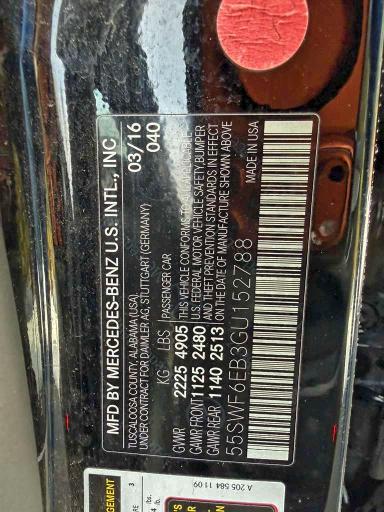 MFD BY MERCEDES-BENZ U.S. INTL., INC
TUSCALOOSA COUNTY, ALABAMA (USA),
UNDER CONTRACT FOR DAIMLER AG, STUTTGART (GERMANY)
03/16
040
KG LBS
PASSENGER CAR
GVWR 2225 4905
GAWR FRONT 1125 2480
GAWR REAR 1140 2513
THIS VEHICLE CONFORMS TO ALL APPLICABLE
U.S. FEDERAL MOTOR VEHICLE SAFETY, BUMPER
AND THEFT PREVENTION STANDARDS IN EFFECT
ON THE DATE OF MANUFACTURE SHOWN ABOVE
55SWF6EB3GU152788
MADE IN USA
3
lbs.
A 205 584 11 09